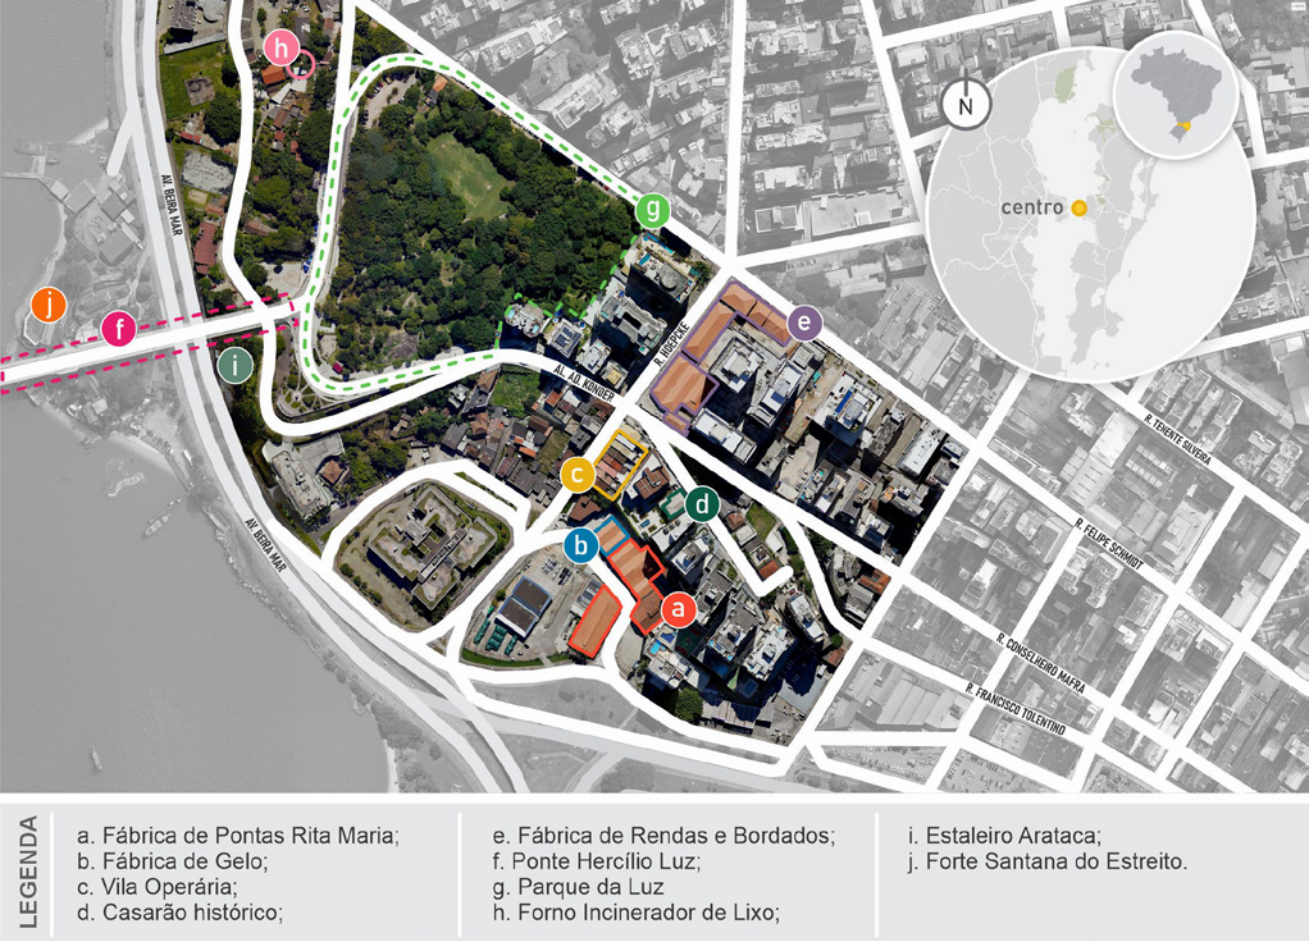 h
N
AV. BEIRA MAR
centro
g
j
f
e
i
R. HOEPCKE
AL. AD. KONDER
R. TENENTE SILVEIRA
c
d
b
R. FELIPE SCHMIDT
AV. BEIRA MAR
a
R. CONSELHEIRO MAFRA
R. FRANCISCO TOLENTINO
LEGENDA
a. Fábrica de Pontas Rita Maria;
b. Fábrica de Gelo;
c. Vila Operária;
d. Casarão histórico;
e. Fábrica de Rendas e Bordados;
f. Ponte Hercílio Luz;
g. Parque da Luz
h. Forno Incinerador de Lixo;
i. Estaleiro Arataca;
j. Forte Santana do Estreito.